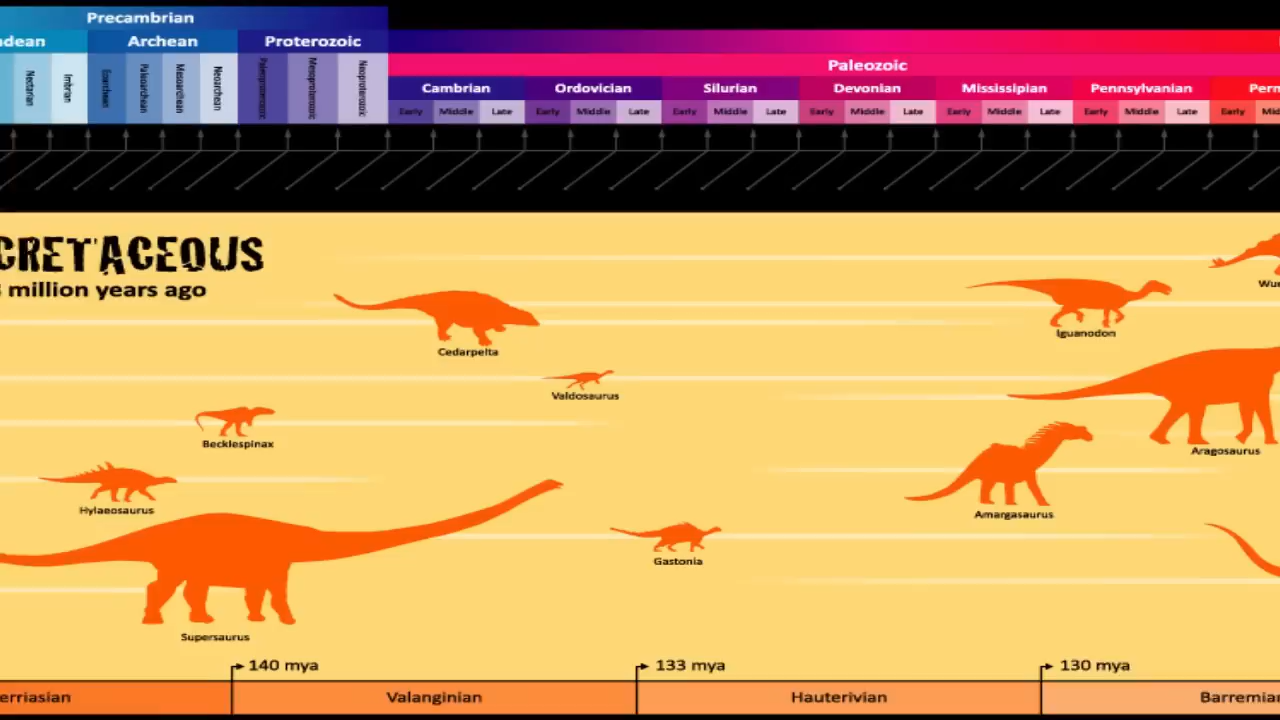 Precambrian
adean Archean Proterozoic
Paleozoic
Nectarian Imbrian Eoarchean Paleoarchean Mesoarchean Neoarchean Paleoproterozoic Mesoproterozoic Neoproterozoic
Cambrian Ordovician Silurian Devonian Mississipian Pennsylvanian Perm
Early Middle Late Early Middle Late Early Middle Late Early Middle Late Early Middle Late Early Middle Late Early Mid
CRETACEOUS
million years ago
Wue
Iguanodon
Cedarpelta
Valdosaurus
Becklespinax
Aragosaurus
Hylaeosaurus
Amargasaurus
Gastonia
Supersaurus
140 mya 133 mya 130 mya
erriasian Valanginian Hauterivian Barremian